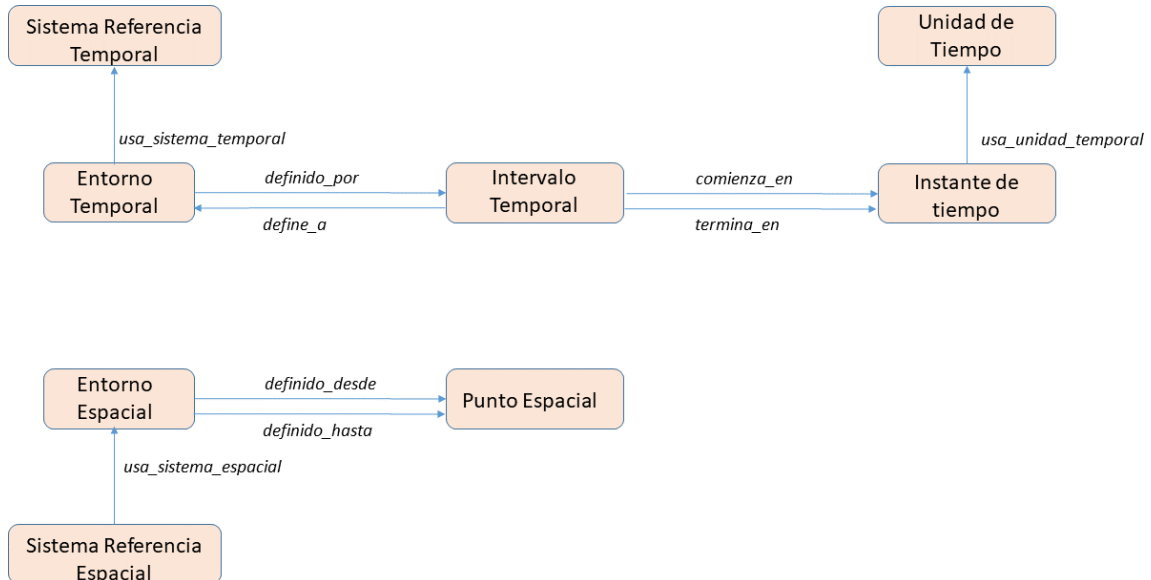 Sistema Referencia
Temporal
Unidad de
Tiempo
usa_sistema_temporal
usa_unidad_temporal
Entorno
Temporal
definido_por
define_a
Intervalo
Temporal
comienza_en
termina_en
Instante de
tiempo
Entorno
Espacial
definido_desde
definido_hasta
Punto Espacial
usa_sistema_espacial
Sistema Referencia
Espacial